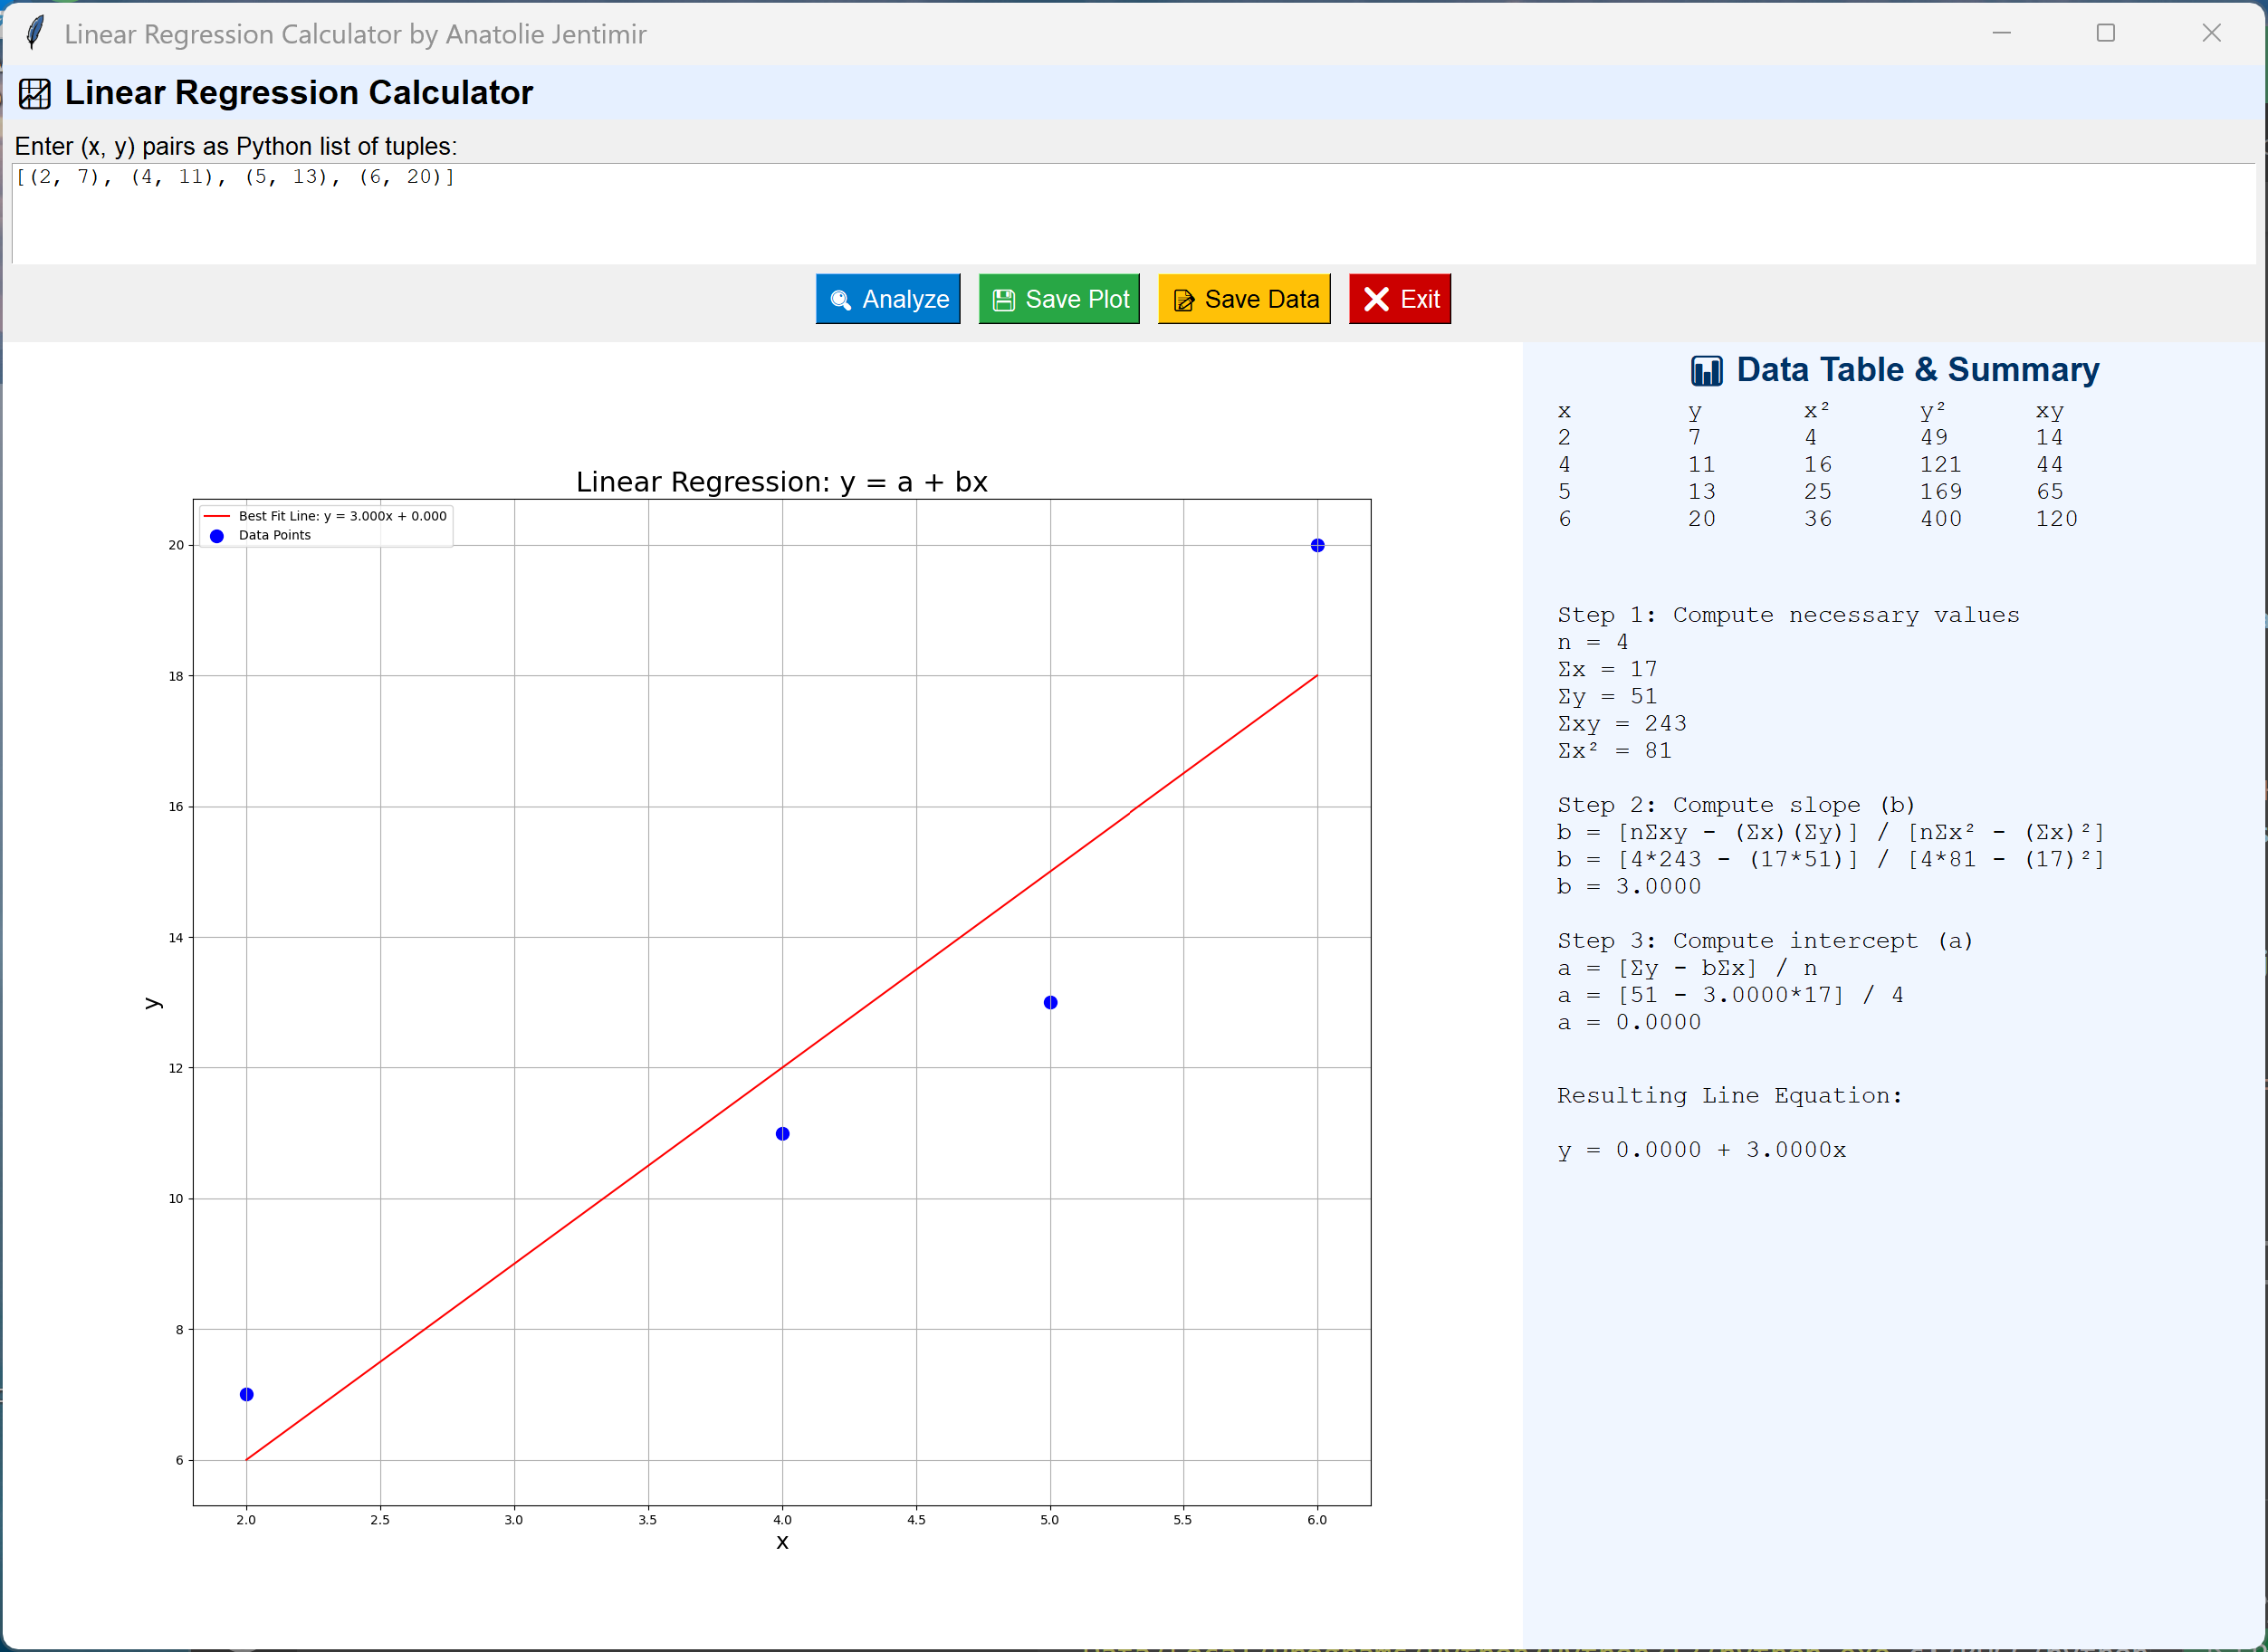 Linear Regression Calculator by Anatolie Jentimir
Linear Regression Calculator
Enter (x, y) pairs as Python list of tuples:
[(2, 7), (4, 11), (5, 13), (6, 20)]
Analyze Save Plot Save Data Exit
Linear Regression: y = a + bx
Best Fit Line: y = 3.000x + 0.000
Data Points
20
18
16
14
12
10
8
6
y
2.0 2.5 3.0 3.5 4.0 4.5 5.0 5.5 6.0
x
Data Table & Summary
x y x² y² xy
2 7 4 49 14
4 11 16 121 44
5 13 25 169 65
6 20 36 400 120
Step 1: Compute necessary values
n = 4
Σx = 17
Σy = 51
Σxy = 243
Σx² = 81
Step 2: Compute slope (b)
b = [nΣxy - (Σx)(Σy)] / [nΣx² - (Σx)²]
b = [4*243 - (17*51)] / [4*81 - (17)²]
b = 3.0000
Step 3: Compute intercept (a)
a = [Σy - bΣx] / n
a = [51 - 3.0000*17] / 4
a = 0.0000
Resulting Line Equation:
y = 0.0000 + 3.0000x